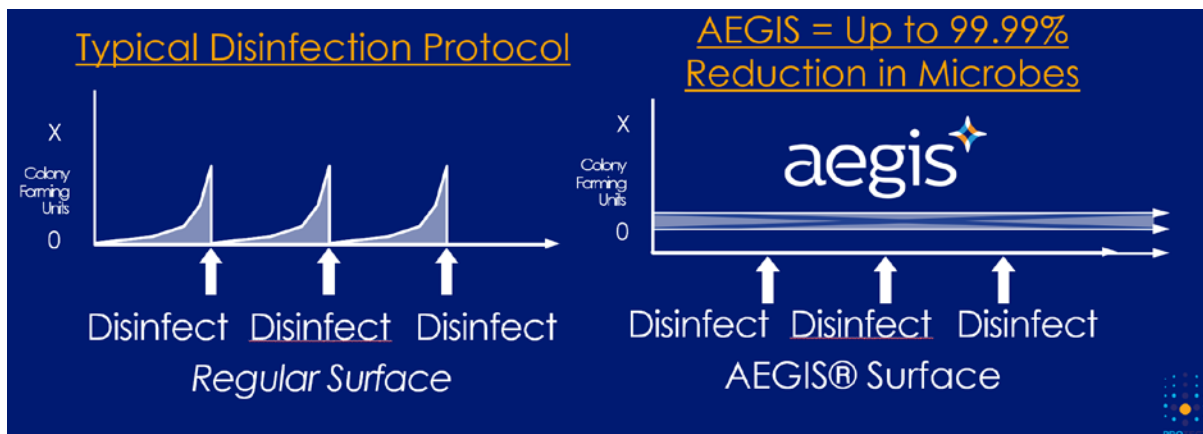 Typical Disinfection Protocol
X
Colony
Forming
Units
0
Disinfect Disinfect Disinfect
Regular Surface
AEGIS = Up to 99.99%
Reduction in Microbes
X
aegis
Colony
Forming
Units
0
Disinfect Disinfect Disinfect
AEGIS® Surface